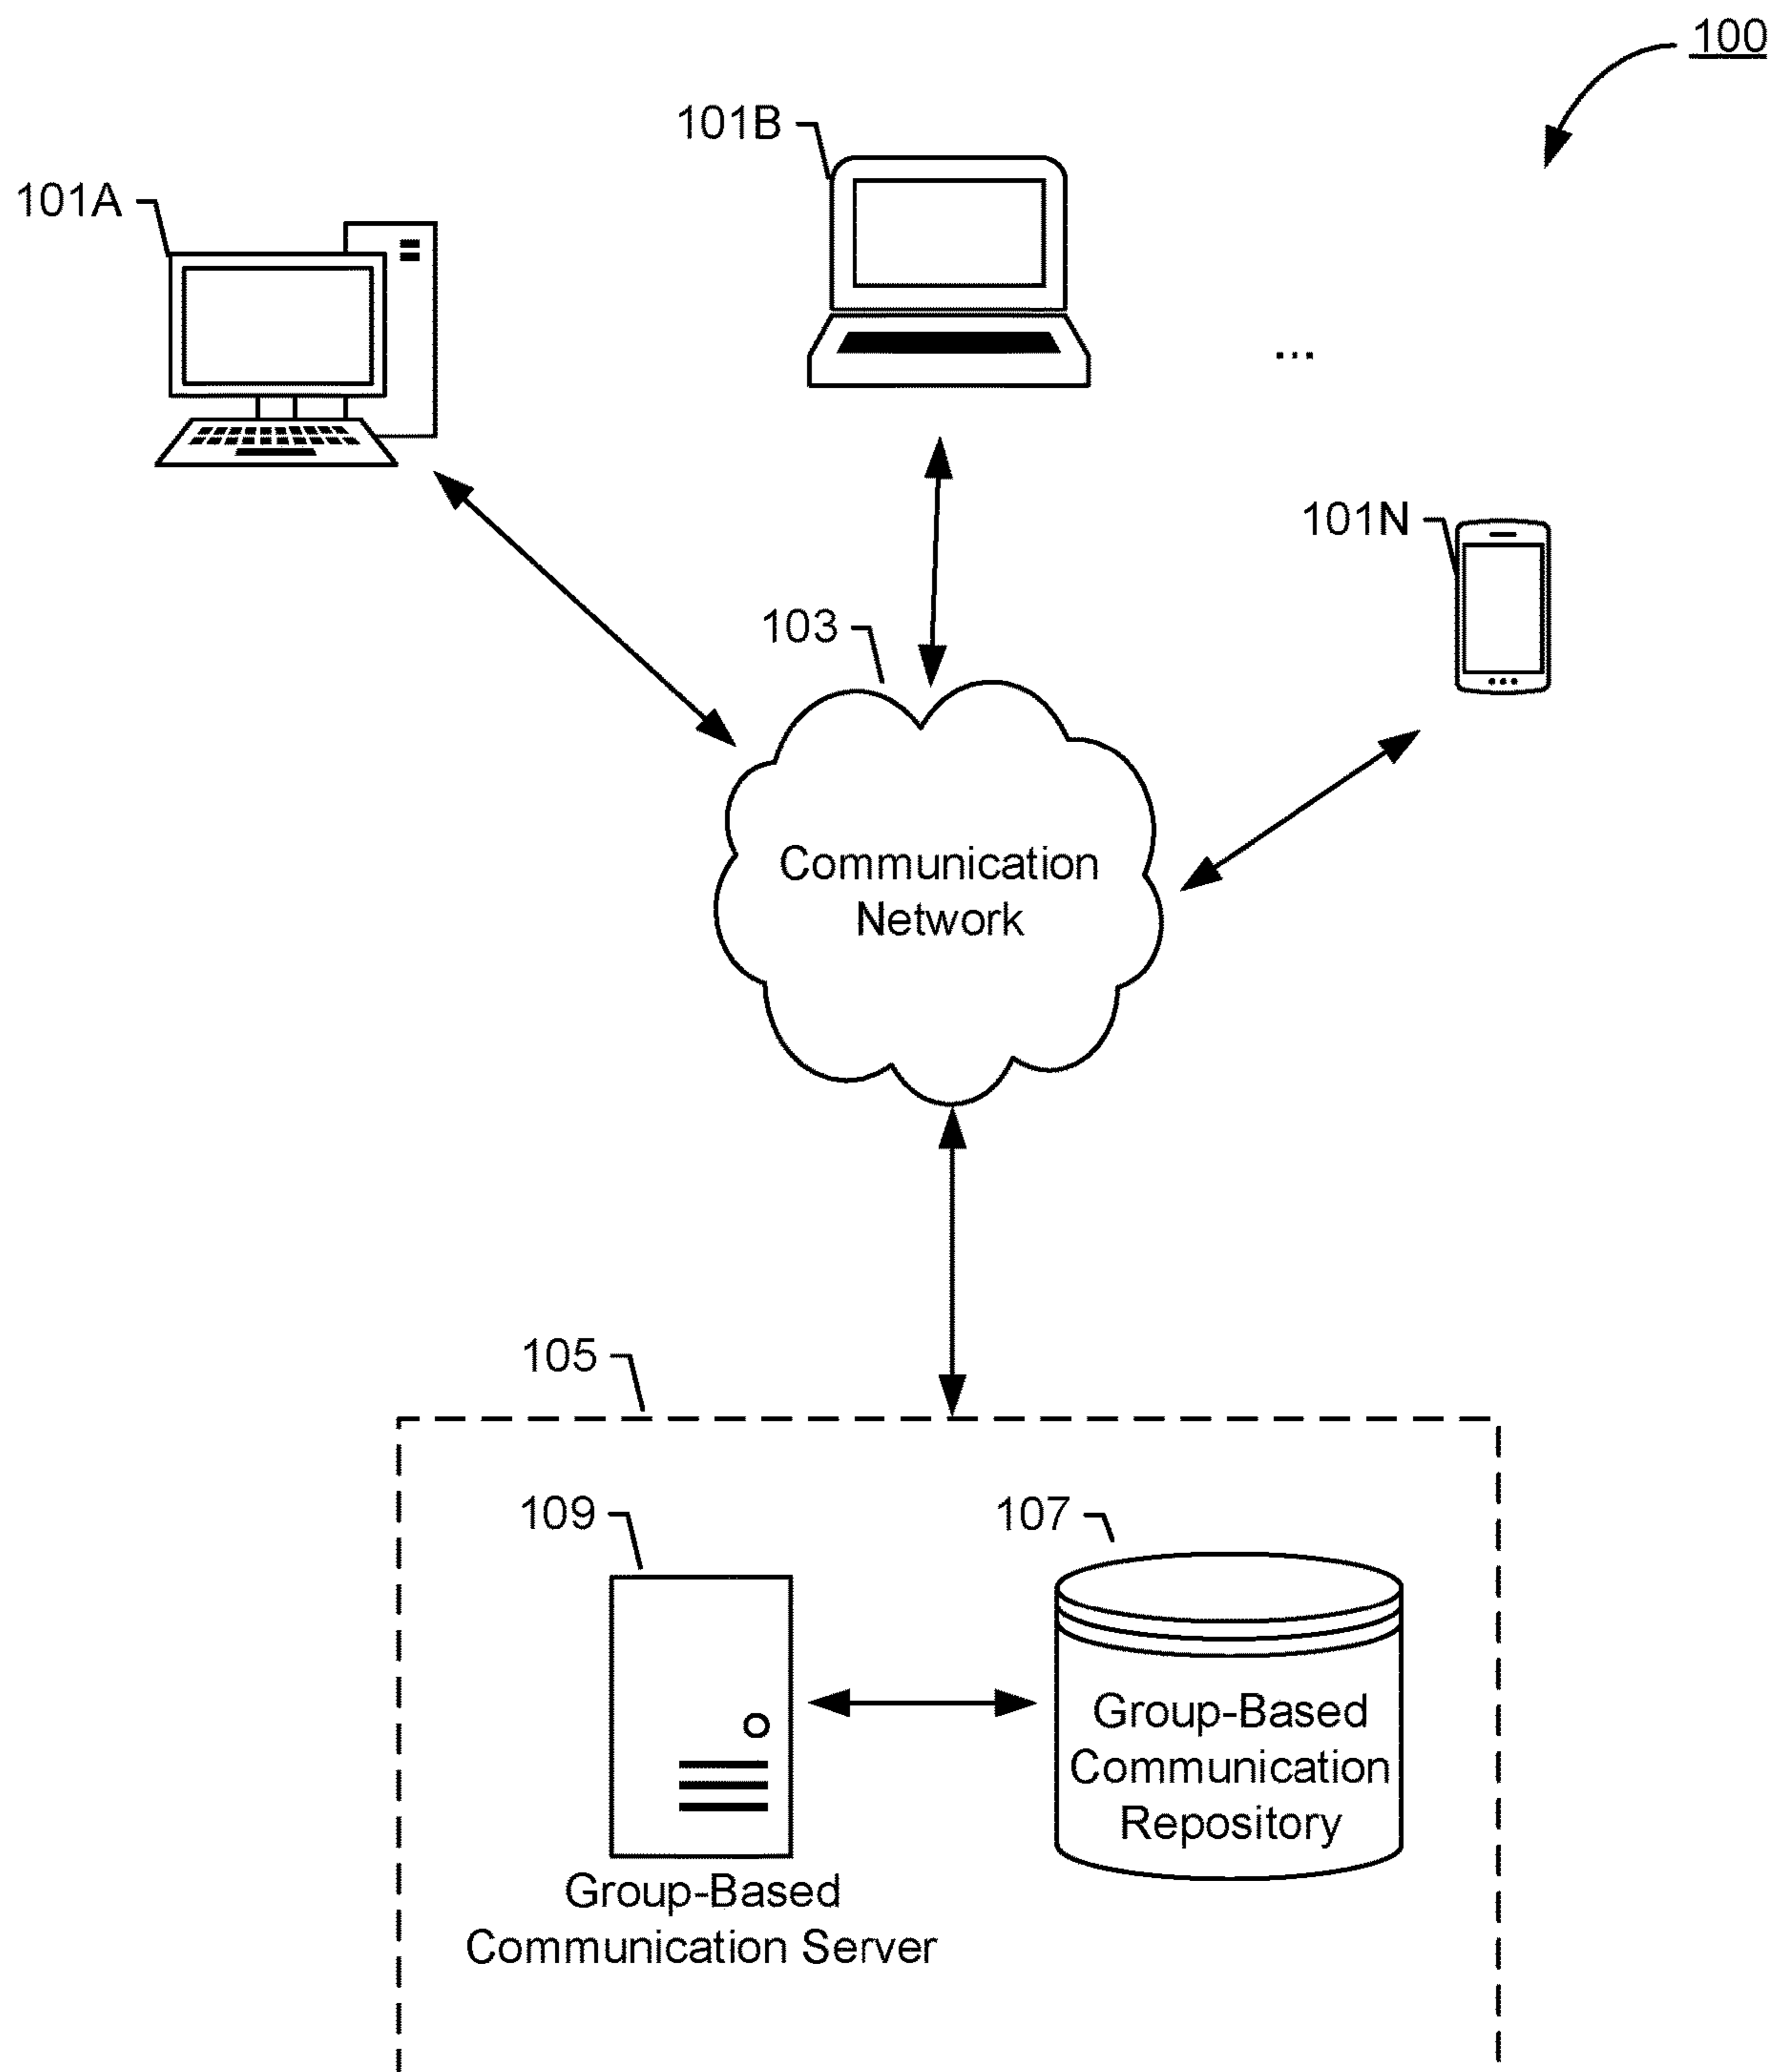 100
101B
101A
...
101N
103
Communication
Network
105
109
107
Group-Based
Communication
Repository
Group-Based
Communication Server